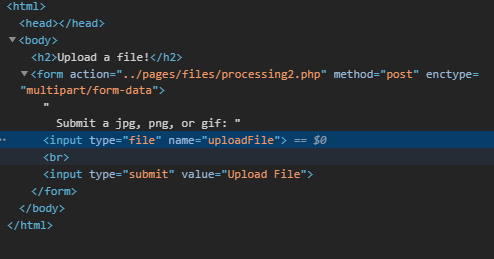 <html>
<head></head>
<body>
<h2>Upload a file!</h2>
<form action="../pages/files/processing2.php" method="post" enctype=
"multipart/form-data">
"
Submit a jpg, png, or gif: "
<input type="file" name="uploadFile"> == $0
<br>
<input type="submit" value="Upload File">
</form>
</body>
</html>